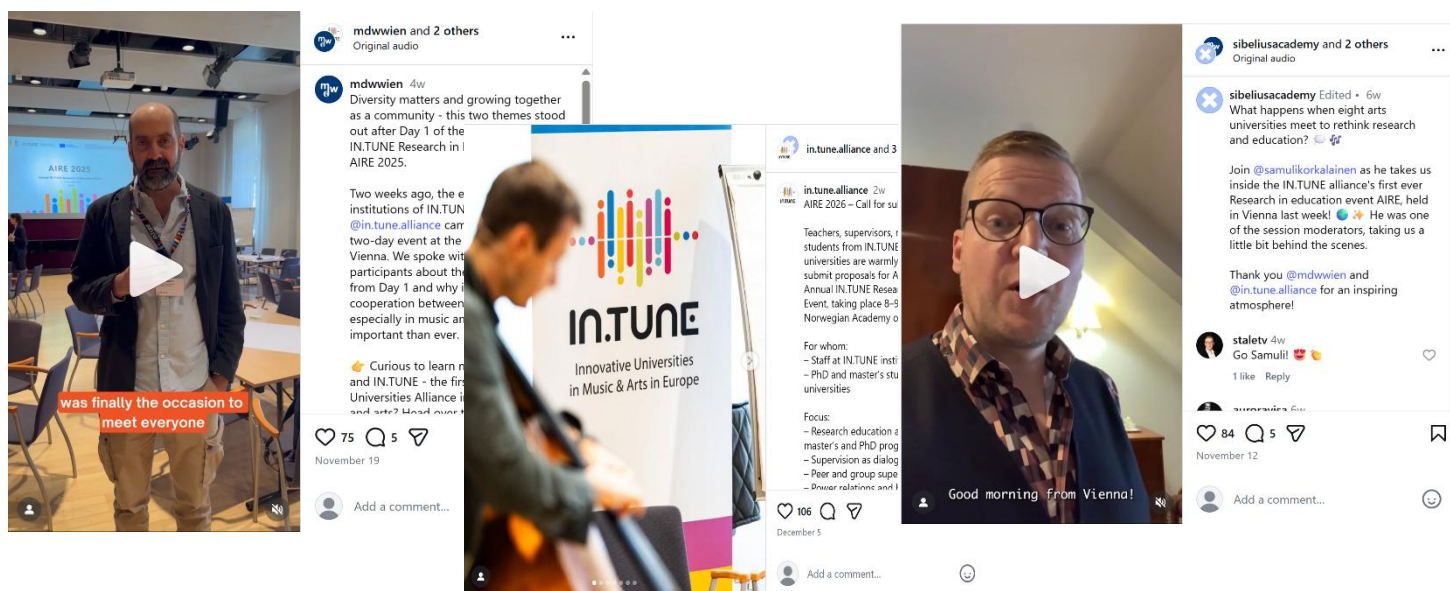 AIRE 2025
was finally the occasion to
meet everyone
mdwwien and 2 others
Original audio
mdwwien 4w
Diversity matters and growing together
as a community - this two themes stood
out after Day 1 of the
IN.TUNE Research in
AIRE 2025.
Two weeks ago, the e
institutions of IN.TUN
@in.tune.alliance cam
two-day event at the
Vienna. We spoke wit
participants about the
from Day 1 and why i
cooperation between
especially in music an
important than ever.
👉 Curious to learn m
and IN.TUNE - the firs
Universities Alliance i
and arts? Head over t
75 5
November 19
Add a comment...
IN.TUNE
Innovative Universities
in Music & Arts in Europe
in.tune.alliance and 3
in.tune.alliance 2w
AIRE 2026 – Call for su
Teachers, supervisors, r
students from IN.TUNE
universities are warmly
submit proposals for A
Annual IN.TUNE Resea
Event, taking place 8–9
Norwegian Academy o
For whom:
– Staff at IN.TUNE insti
– PhD and master's stu
universities
Focus:
– Research education a
master's and PhD prog
– Supervision as dialog
– Peer and group supe
– Power relations and
106
December 5
Add a comment...
Good morning from Vienna!
sibeliusacademy and 2 others
Original audio
sibeliusacademy Edited • 6w
What happens when eight arts
universities meet to rethink research
and education? 💭 🎶
Join @samulikorkalainen as he takes us
inside the IN.TUNE alliance's first ever
Research in education event AIRE, held
in Vienna last week! 🌍 ✨ He was one
of the session moderators, taking us a
little bit behind the scenes.
Thank you @mdwwien and
@in.tune.alliance for an inspiring
atmosphere!
staletv 4w
Go Samuli! 😍 👏
1 like Reply
auroravisa 6w
84 5
November 12
Add a comment...